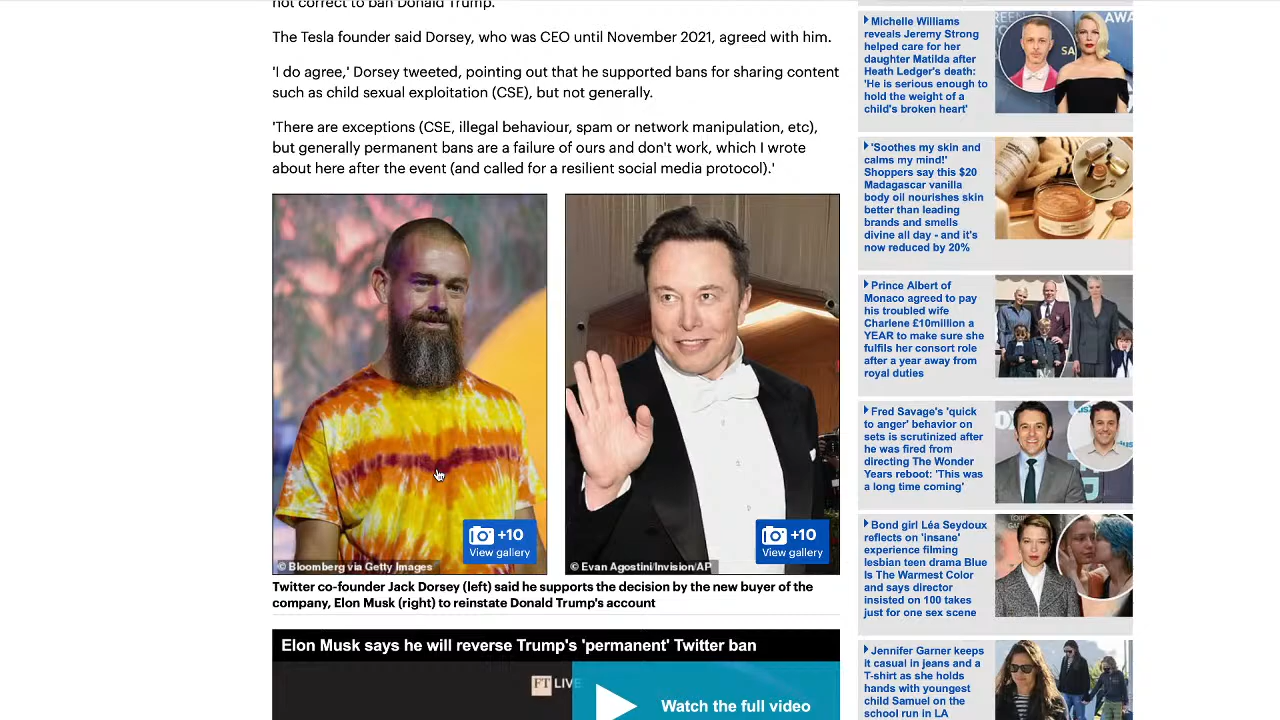 not correct to ban Donald Trump.
The Tesla founder said Dorsey, who was CEO until November 2021, agreed with him.
'I do agree,' Dorsey tweeted, pointing out that he supported bans for sharing content
such as child sexual exploitation (CSE), but not generally.
'There are exceptions (CSE, illegal behaviour, spam or network manipulation, etc),
but generally permanent bans are a failure of ours and don't work, which I wrote
about here after the event (and called for a resilient social media protocol).'
+10
View gallery
© Bloomberg via Getty Images
+10
View gallery
© Evan Agostini/Invision/AP
Twitter co-founder Jack Dorsey (left) said he supports the decision by the new buyer of the
company, Elon Musk (right) to reinstate Donald Trump's account
Elon Musk says he will reverse Trump's 'permanent' Twitter ban
FT LIVE
Watch the full video
Michelle Williams
reveals Jeremy Strong
helped care for her
daughter Matilda after
Heath Ledger's death:
'He is serious enough to
hold the weight of a
child's broken heart'
'Soothes my skin and
calms my mind!'
Shoppers say this $20
Madagascar vanilla
body oil nourishes skin
better than leading
brands and smells
divine all day - and it's
now reduced by 20%
Prince Albert of
Monaco agreed to pay
his troubled wife
Charlene £10million a
YEAR to make sure she
fulfils her consort role
after a year away from
royal duties
Fred Savage's 'quick
to anger' behavior on
sets is scrutinized after
he was fired from
directing The Wonder
Years reboot: 'This was
a long time coming'
Bond girl Léa Seydoux
reflects on 'insane'
experience filming
lesbian teen drama Blue
Is The Warmest Color
and says director
insisted on 100 takes
just for one sex scene
Jennifer Garner keeps
it casual in jeans and a
T-shirt as she holds
hands with youngest
child Samuel on the
school run in LA